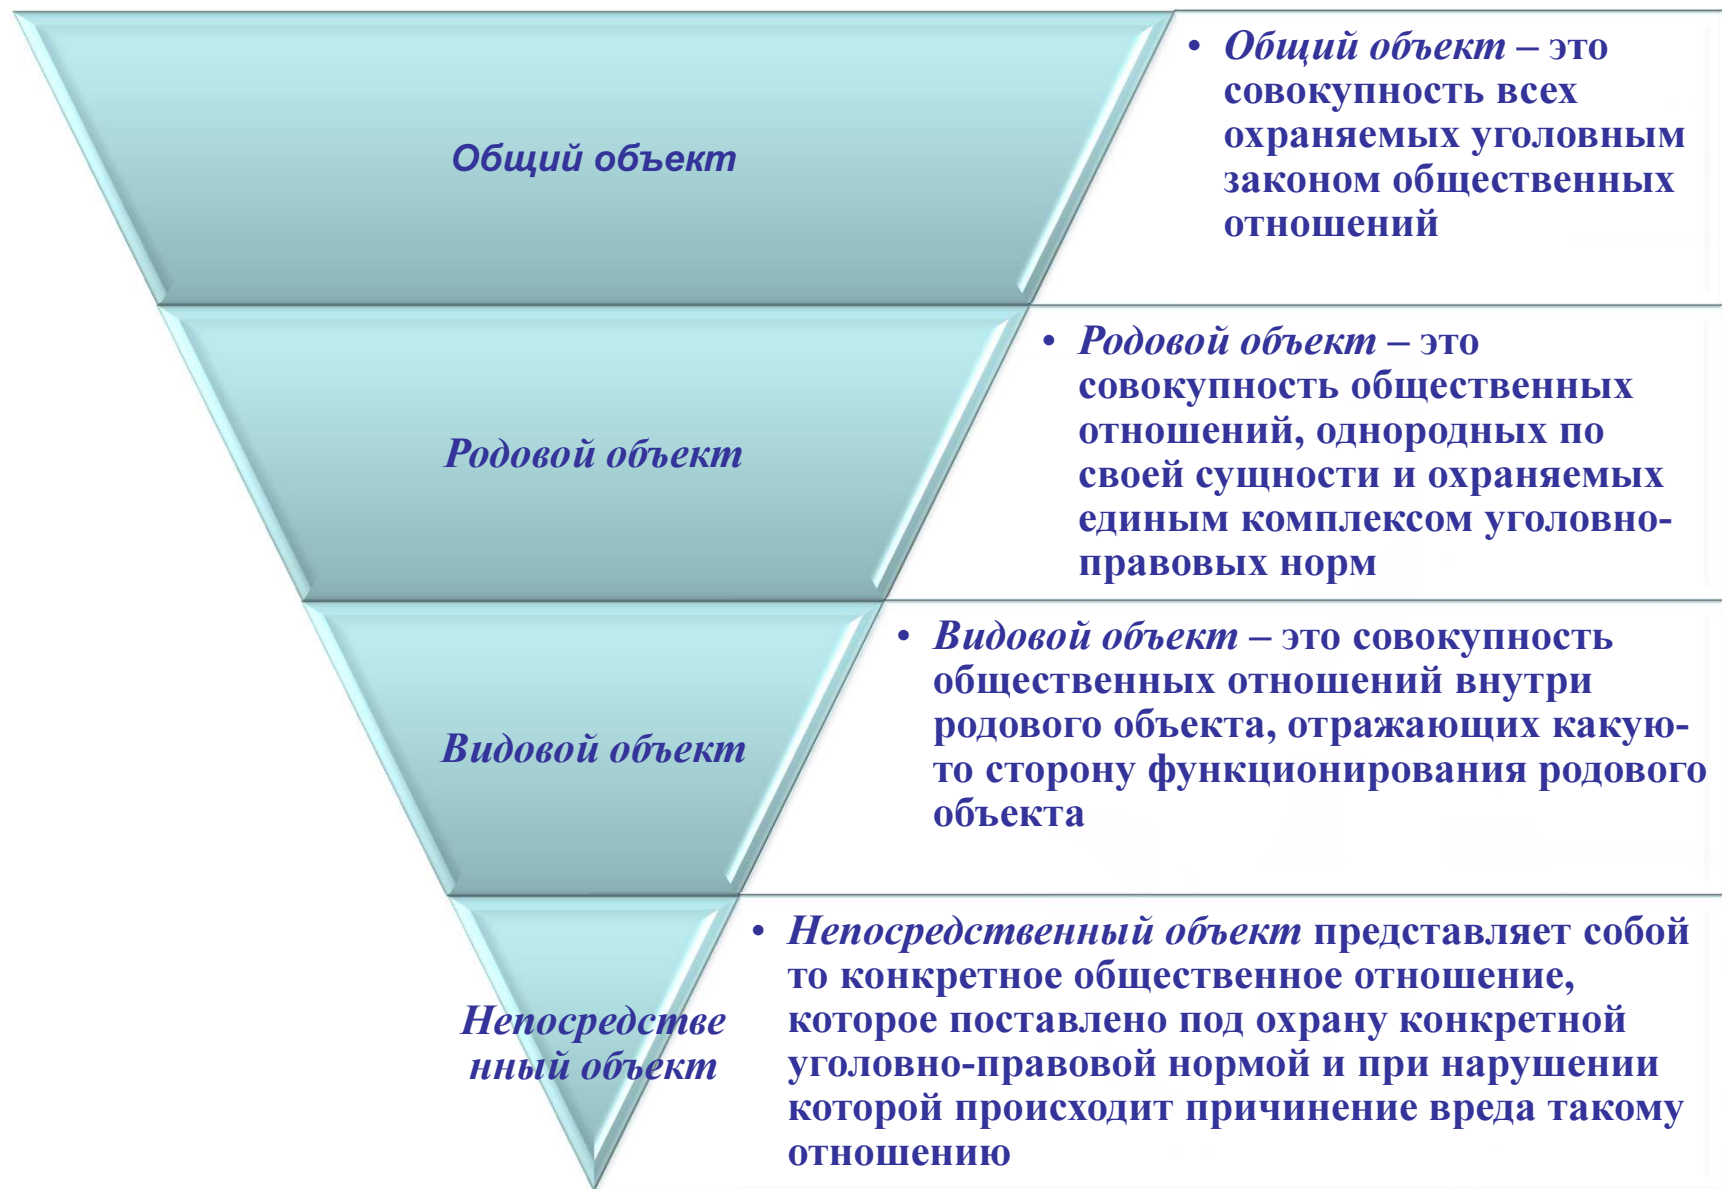 Общий объект
• Общий объект – это
совокупность всех
охраняемых уголовным
законом общественных
отношений
Родовой объект
• Родовой объект – это
совокупность общественных
отношений, однородных по
своей сущности и охраняемых
единым комплексом уголовно-
правовых норм
Видовой объект
• Видовой объект – это совокупность
общественных отношений внутри
родового объекта, отражающих какую-
то сторону функционирования родового
объекта
Непосредстве
нный объект
• Непосредственный объект представляет собой
то конкретное общественное отношение,
которое поставлено под охрану конкретной
уголовно-правовой нормой и при нарушении
которой происходит причинение вреда такому
отношению